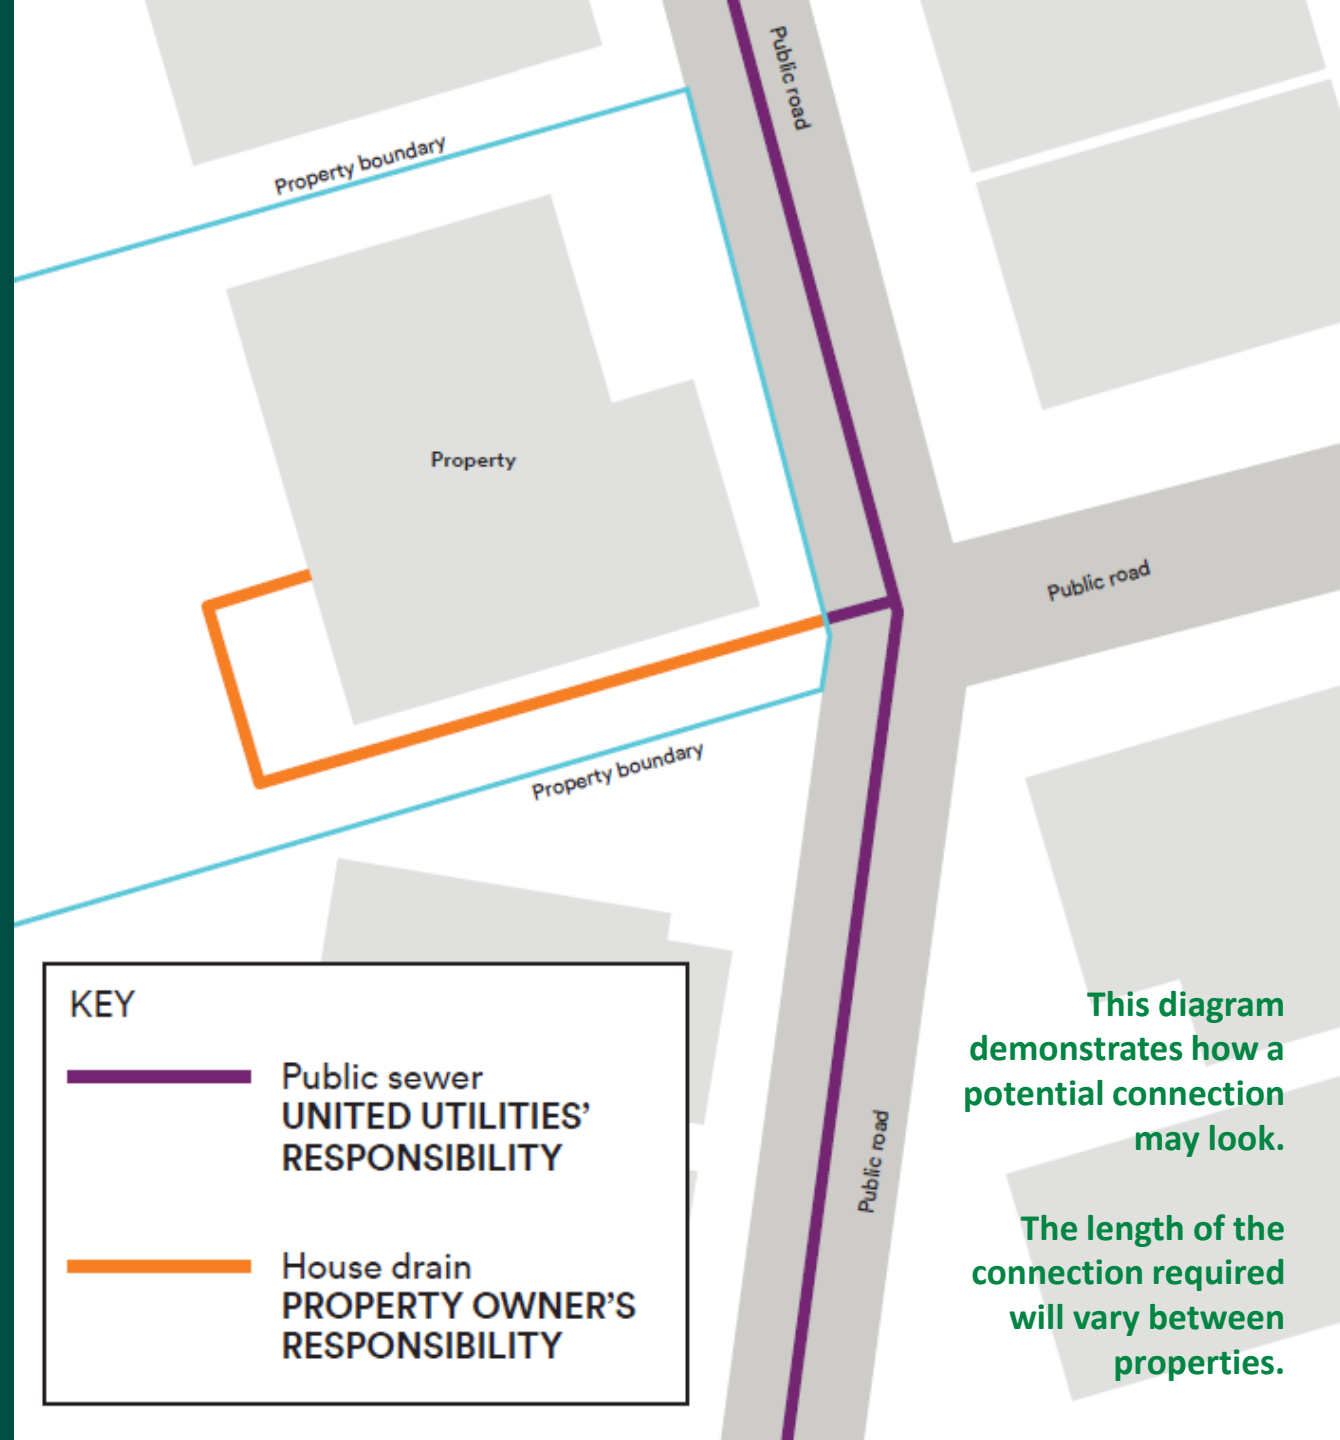 Public road
Property boundary
Property
Public road
Property boundary
KEY
Public sewer
UNITED UTILITIES’
RESPONSIBILITY
House drain
PROPERTY OWNER’S
RESPONSIBILITY
Public road
This diagram
demonstrates how a
potential connection
may look.
The length of the
connection required
will vary between
properties.